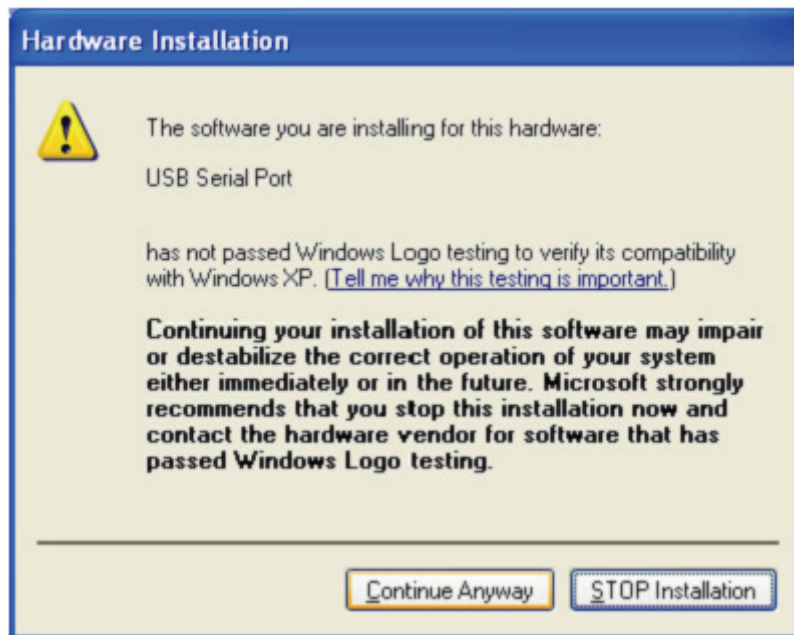 Hardware Installation
The software you are installing for this hardware:
USB Serial Port
has not passed Windows Logo testing to verify its compatibility
with Windows XP. (Tell me why this testing is important.)
Continuing your installation of this software may impair
or destabilize the correct operation of your system
either immediately or in the future. Microsoft strongly
recommends that you stop this installation now and
contact the hardware vendor for software that has
passed Windows Logo testing.
Continue Anyway
STOP Installation